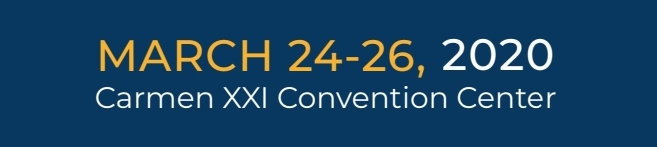 MARCH 24-26, 2020
Carmen XXI Convention Center